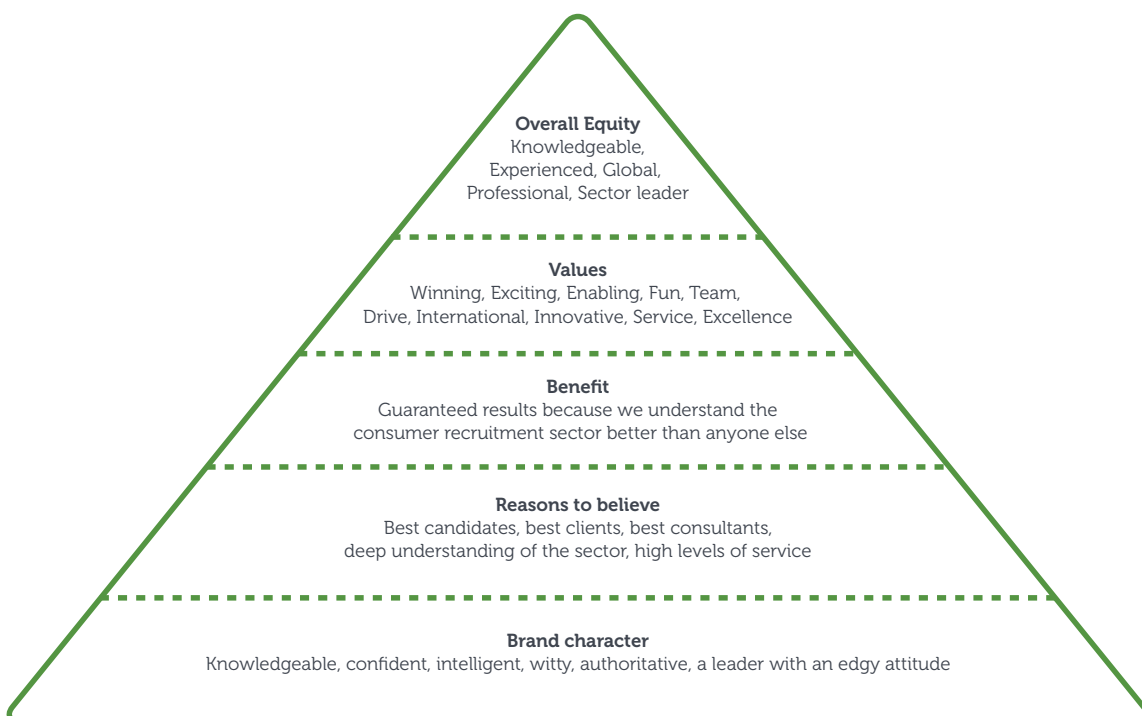 Overall Equity
Knowledgeable,
Experienced, Global,
Professional, Sector leader
Values
Winning, Exciting, Enabling, Fun, Team,
Drive, International, Innovative, Service, Excellence
Benefit
Guaranteed results because we understand the
consumer recruitment sector better than anyone else
Reasons to believe
Best candidates, best clients, best consultants,
deep understanding of the sector, high levels of service
Brand character
Knowledgeable, confident, intelligent, witty, authoritative, a leader with an edgy attitude